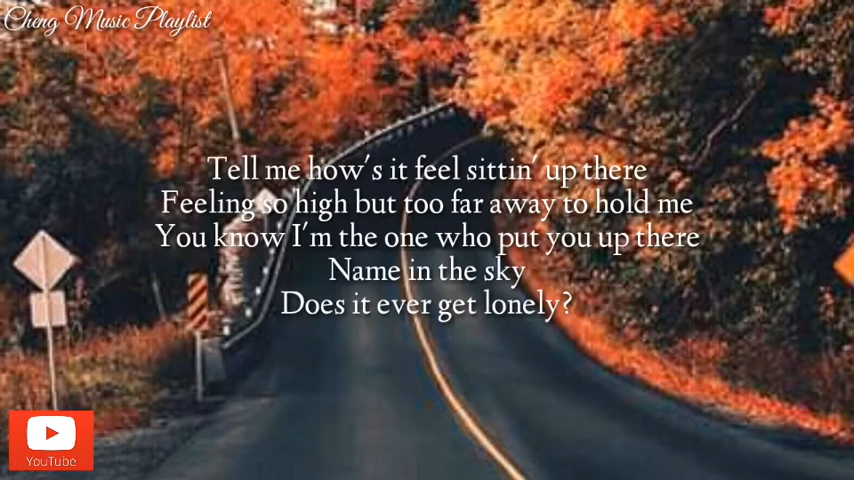 Cheng Music Playlist
Tell me how's it feel sittin' up there
Feeling so high but too far away to hold me
You know I'm the one who put you up there
Name in the sky
Does it ever get lonely?
YouTube